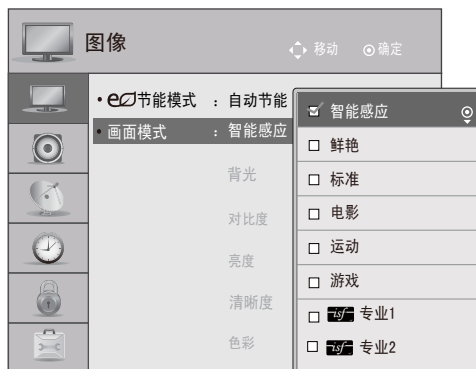 图像
移动 确定
节能模式 ：自动节能
• 画面模式 ：智能感应
背光
对比度
亮度
清晰度
色彩
智能感应
鲜艳
标准
电影
运动
游戏
isf 专业1
isf 专业2